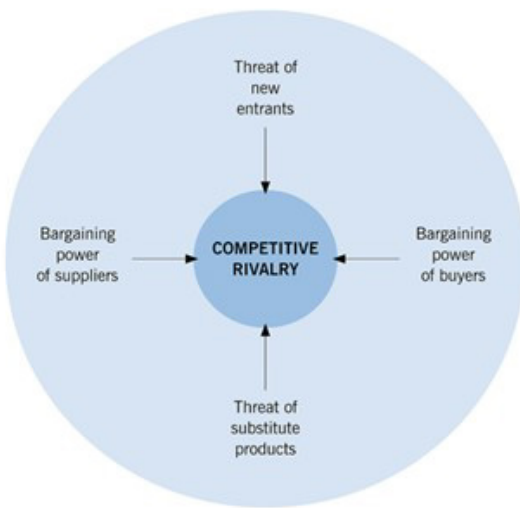 Threat of
new
entrants
Bargaining
power
of suppliers
COMPETITIVE
RIVALRY
Bargaining
power
of buyers
Threat of
substitute
products